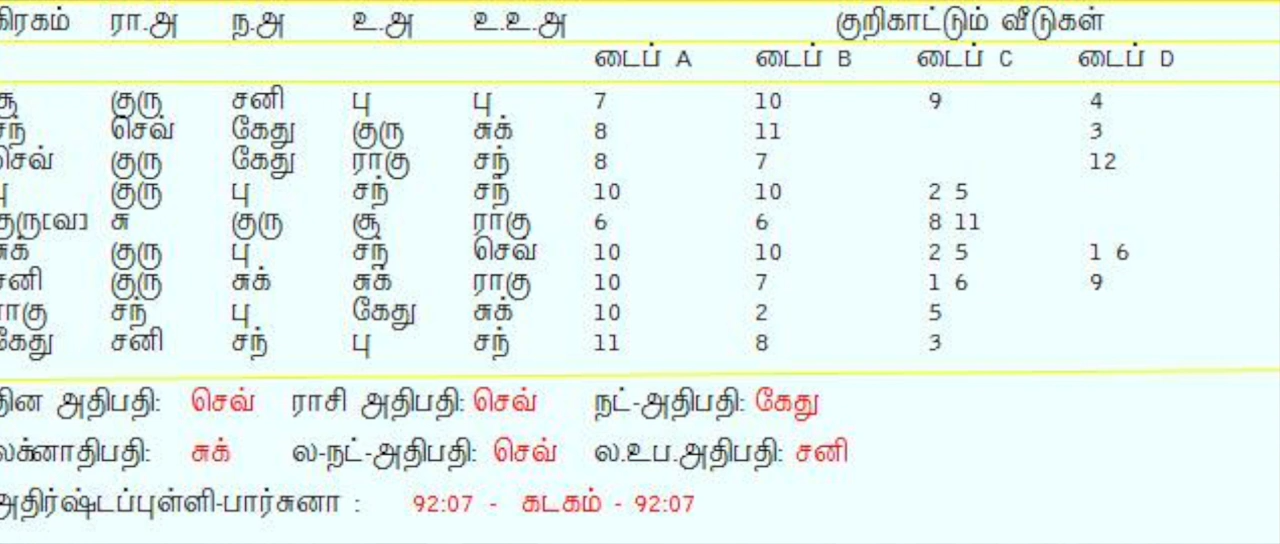 கிரகம் ரா.அ ந.அ உ.அ உ.உ.அ குறிகாட்டும் வீடுகள்
டைப் A டைப் B டைப் C டைப் D
சூ குரு சனி பு பு 7 10 9 4
சந் செவ் கேது குரு சுக் 8 11 3
செவ் குரு கேது ராகு சந் 8 7 12
பு குரு பு சந் சந் 10 10 2 5
குரு[வ] சு குரு சூ ராகு 6 6 8 11
சுக் குரு பு சந் செவ் 10 10 2 5 1 6
சனி குரு சுக் சுக் ராகு 10 7 1 6 9
ராகு சந் பு கேது சுக் 10 2 5
கேது சனி சந் பு சந் 11 8 3
தின அதிபதி: செவ் ராசி அதிபதி: செவ் நட்-அதிபதி: கேது
லக்னாதிபதி: சுக் ல-நட்-அதிபதி: செவ் ல.உப.அதிபதி: சனி
அதிர்ஷ்டப்புள்ளி-பார்சுனா : 92:07 - கடகம் - 92:07